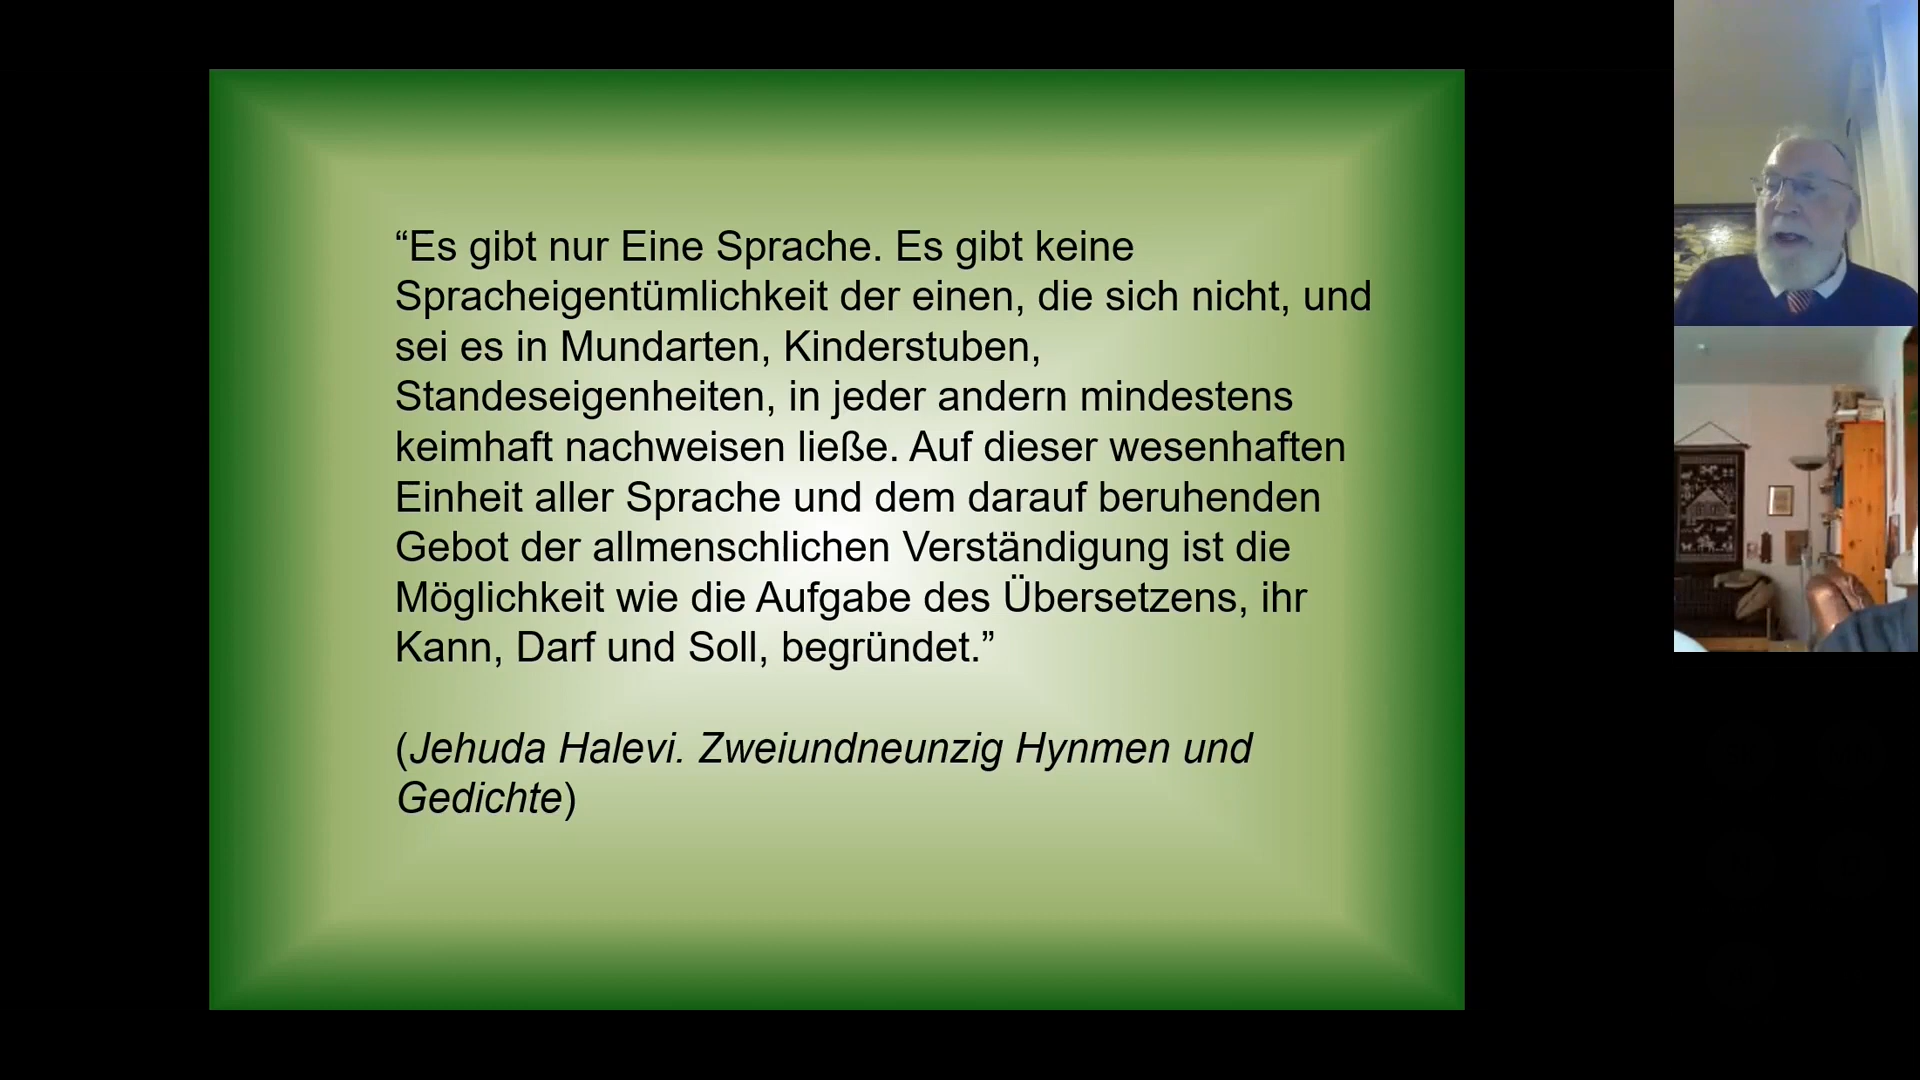 “Es gibt nur Eine Sprache. Es gibt keine
Spracheigentümlichkeit der einen, die sich nicht, und
sei es in Mundarten, Kinderstuben,
Standeseigenheiten, in jeder andern mindestens
keimhaft nachweisen ließe. Auf dieser wesenhaften
Einheit aller Sprache und dem darauf beruhenden
Gebot der allmenschlichen Verständigung ist die
Möglichkeit wie die Aufgabe des Übersetzens, ihr
Kann, Darf und Soll, begründet.”
(Jehuda Halevi. Zweiundneunzig Hynmen und
Gedichte)